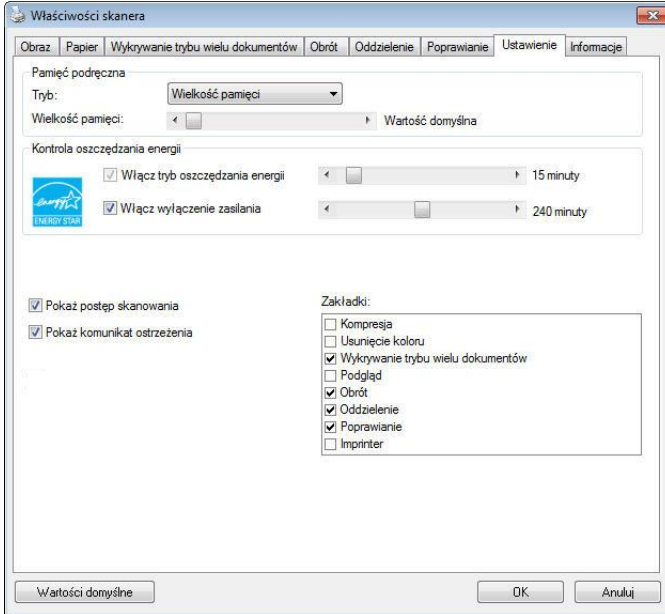 Właściwości skanera
Obraz Papier Wykrywanie trybu wielu dokumentów Obrót Oddzielenie Poprawianie Ustawienie Informacje
Pamięć podręczna
Tryb: Wielkość pamięci
Wielkość pamięci: Wartość domyślna
Kontrola oszczędzania energii
Włącz tryb oszczędzania energii 15 minuty
energy
ENERGY STAR
Włącz wyłączenie zasilania 240 minuty
Pokaż postęp skanowania
Pokaż komunikat ostrzeżenia
Zakładki:
Kompresja
Usunięcie koloru
Wykrywanie trybu wielu dokumentów
Podgląd
Obrót
Oddzielenie
Poprawianie
Imprinter
Wartości domyślne OK Anuluj